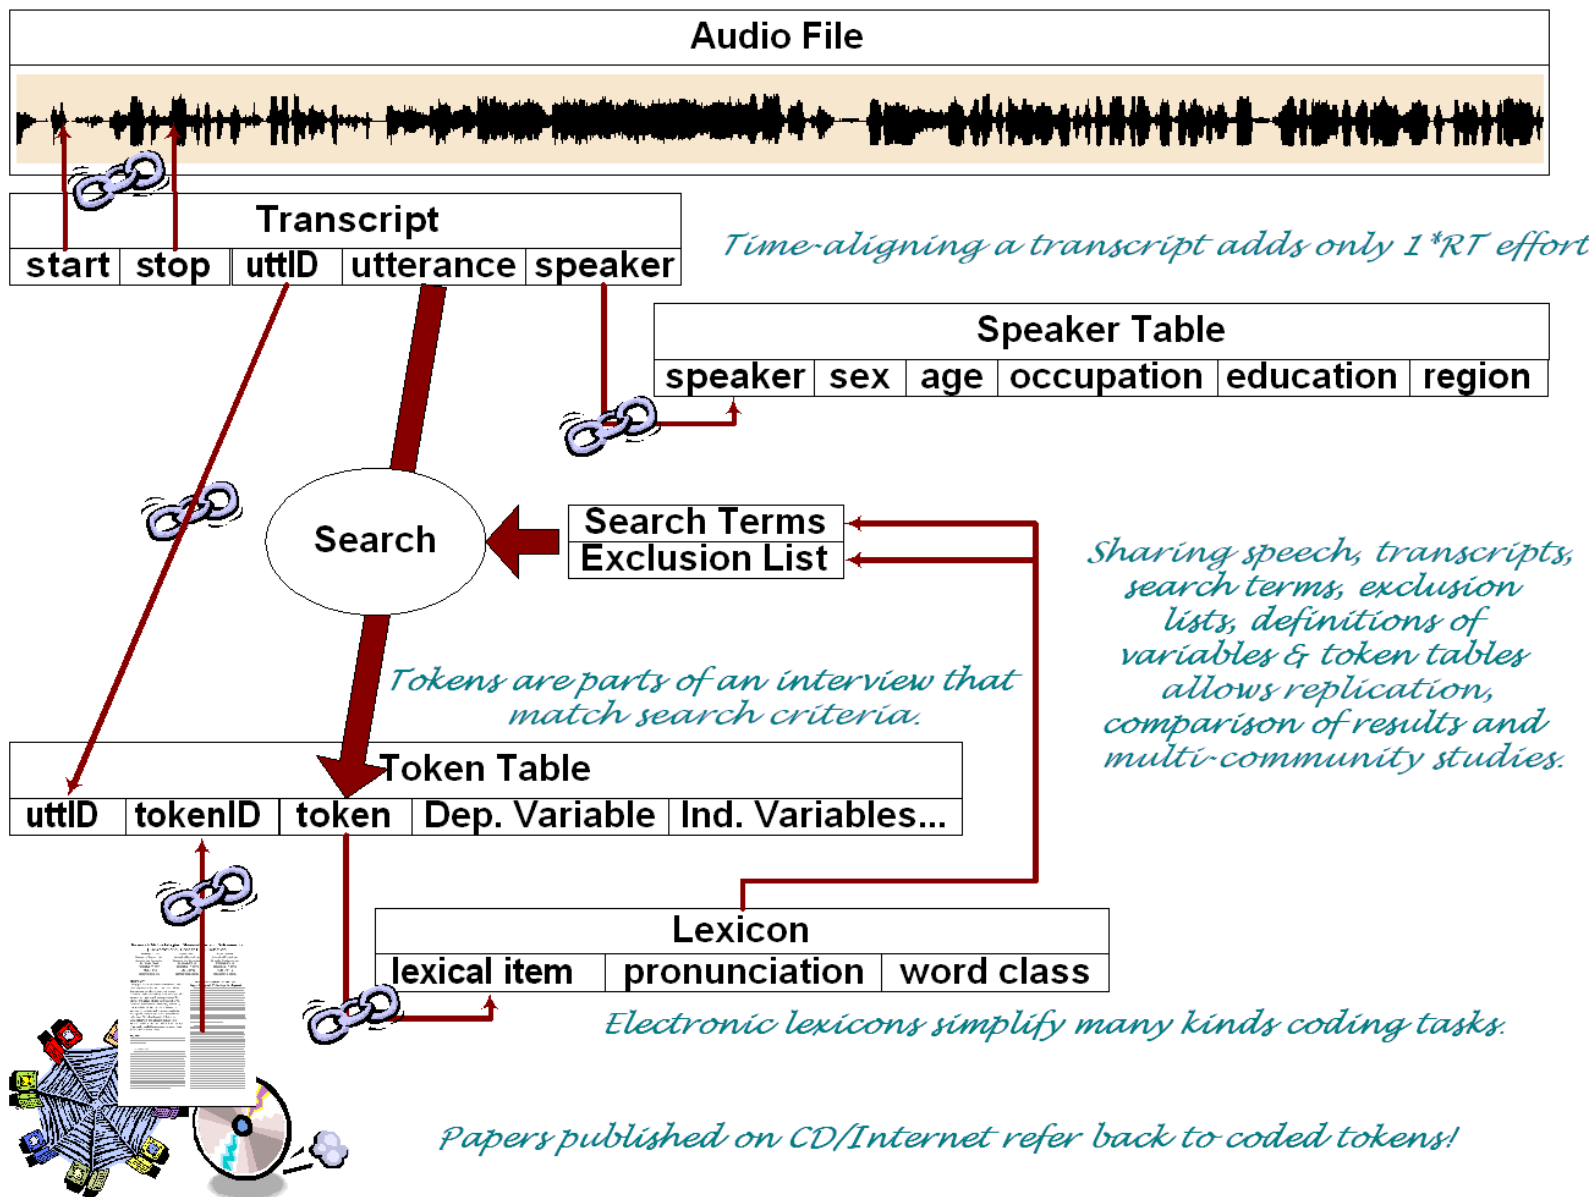 Audio File
Transcript
start stop uttID utterance speaker
Time-aligning a transcript adds only 1*RT effort
Speaker Table
speaker sex age occupation education region
Search
Search Terms
Exclusion List
Sharing speech, transcripts,
search terms, exclusion
lists, definitions of
variables & token tables
allows replication,
comparison of results and
multi-community studies.
Tokens are parts of an interview that
match search criteria.
Token Table
uttID tokenID token Dep. Variable Ind. Variables...
Lexicon
lexical item pronunciation word class
Electronic lexicons simplify many kinds coding tasks.
Papers published on CD/Internet refer back to coded tokens!